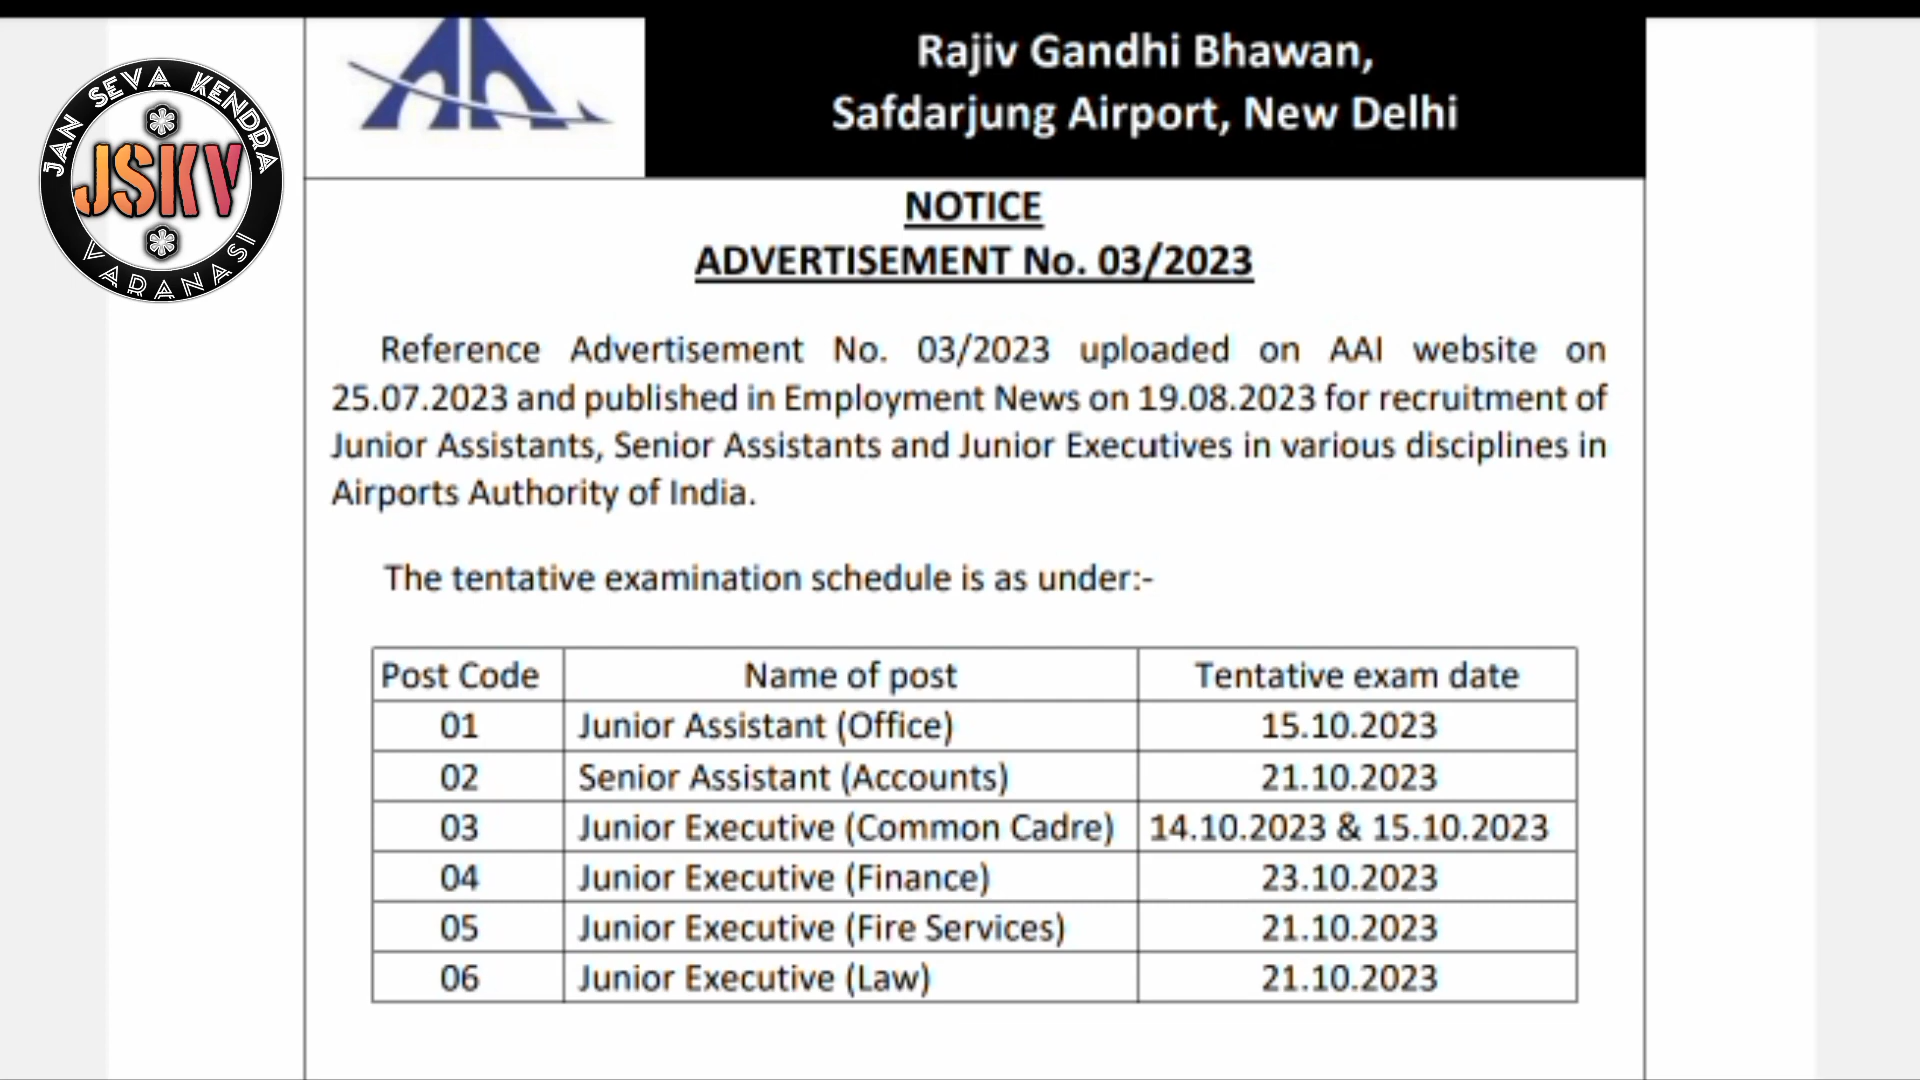 JAN SEVA KENDRA
JSKV
VARANASI
Rajiv Gandhi Bhawan,
Safdarjung Airport, New Delhi
NOTICE
ADVERTISEMENT No. 03/2023
Reference Advertisement No. 03/2023 uploaded on AAI website on
25.07.2023 and published in Employment News on 19.08.2023 for recruitment of
Junior Assistants, Senior Assistants and Junior Executives in various disciplines in
Airports Authority of India.
The tentative examination schedule is as under:-
Post Code Name of post Tentative exam date
01 Junior Assistant (Office) 15.10.2023
02 Senior Assistant (Accounts) 21.10.2023
03 Junior Executive (Common Cadre) 14.10.2023 & 15.10.2023
04 Junior Executive (Finance) 23.10.2023
05 Junior Executive (Fire Services) 21.10.2023
06 Junior Executive (Law) 21.10.2023